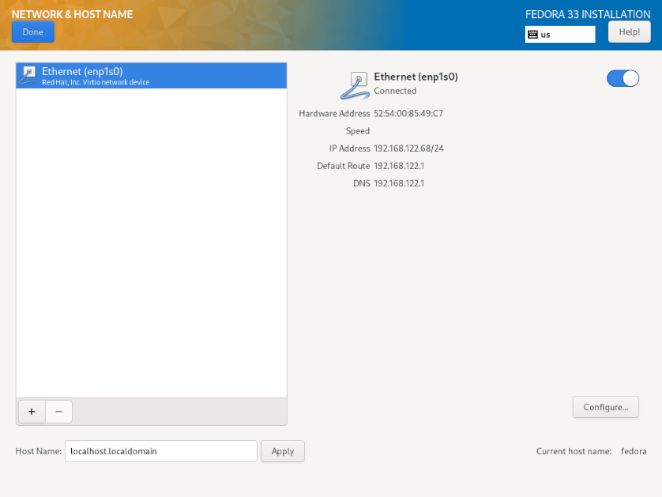 NETWORK & HOST NAME
FEDORA 33 INSTALLATION
Done
us
Help!
Ethernet (enp1s0)
Red Hat, Inc. Virtio network device
Ethernet (enp1s0)
Connected
Hardware Address 52:54:00:85:49:C7
Speed
IP Address 192.168.122.68/24
Default Route 192.168.122.1
DNS 192.168.122.1
+ −
Configure...
Host Name: localhost.localdomain Apply
Current host name: fedora